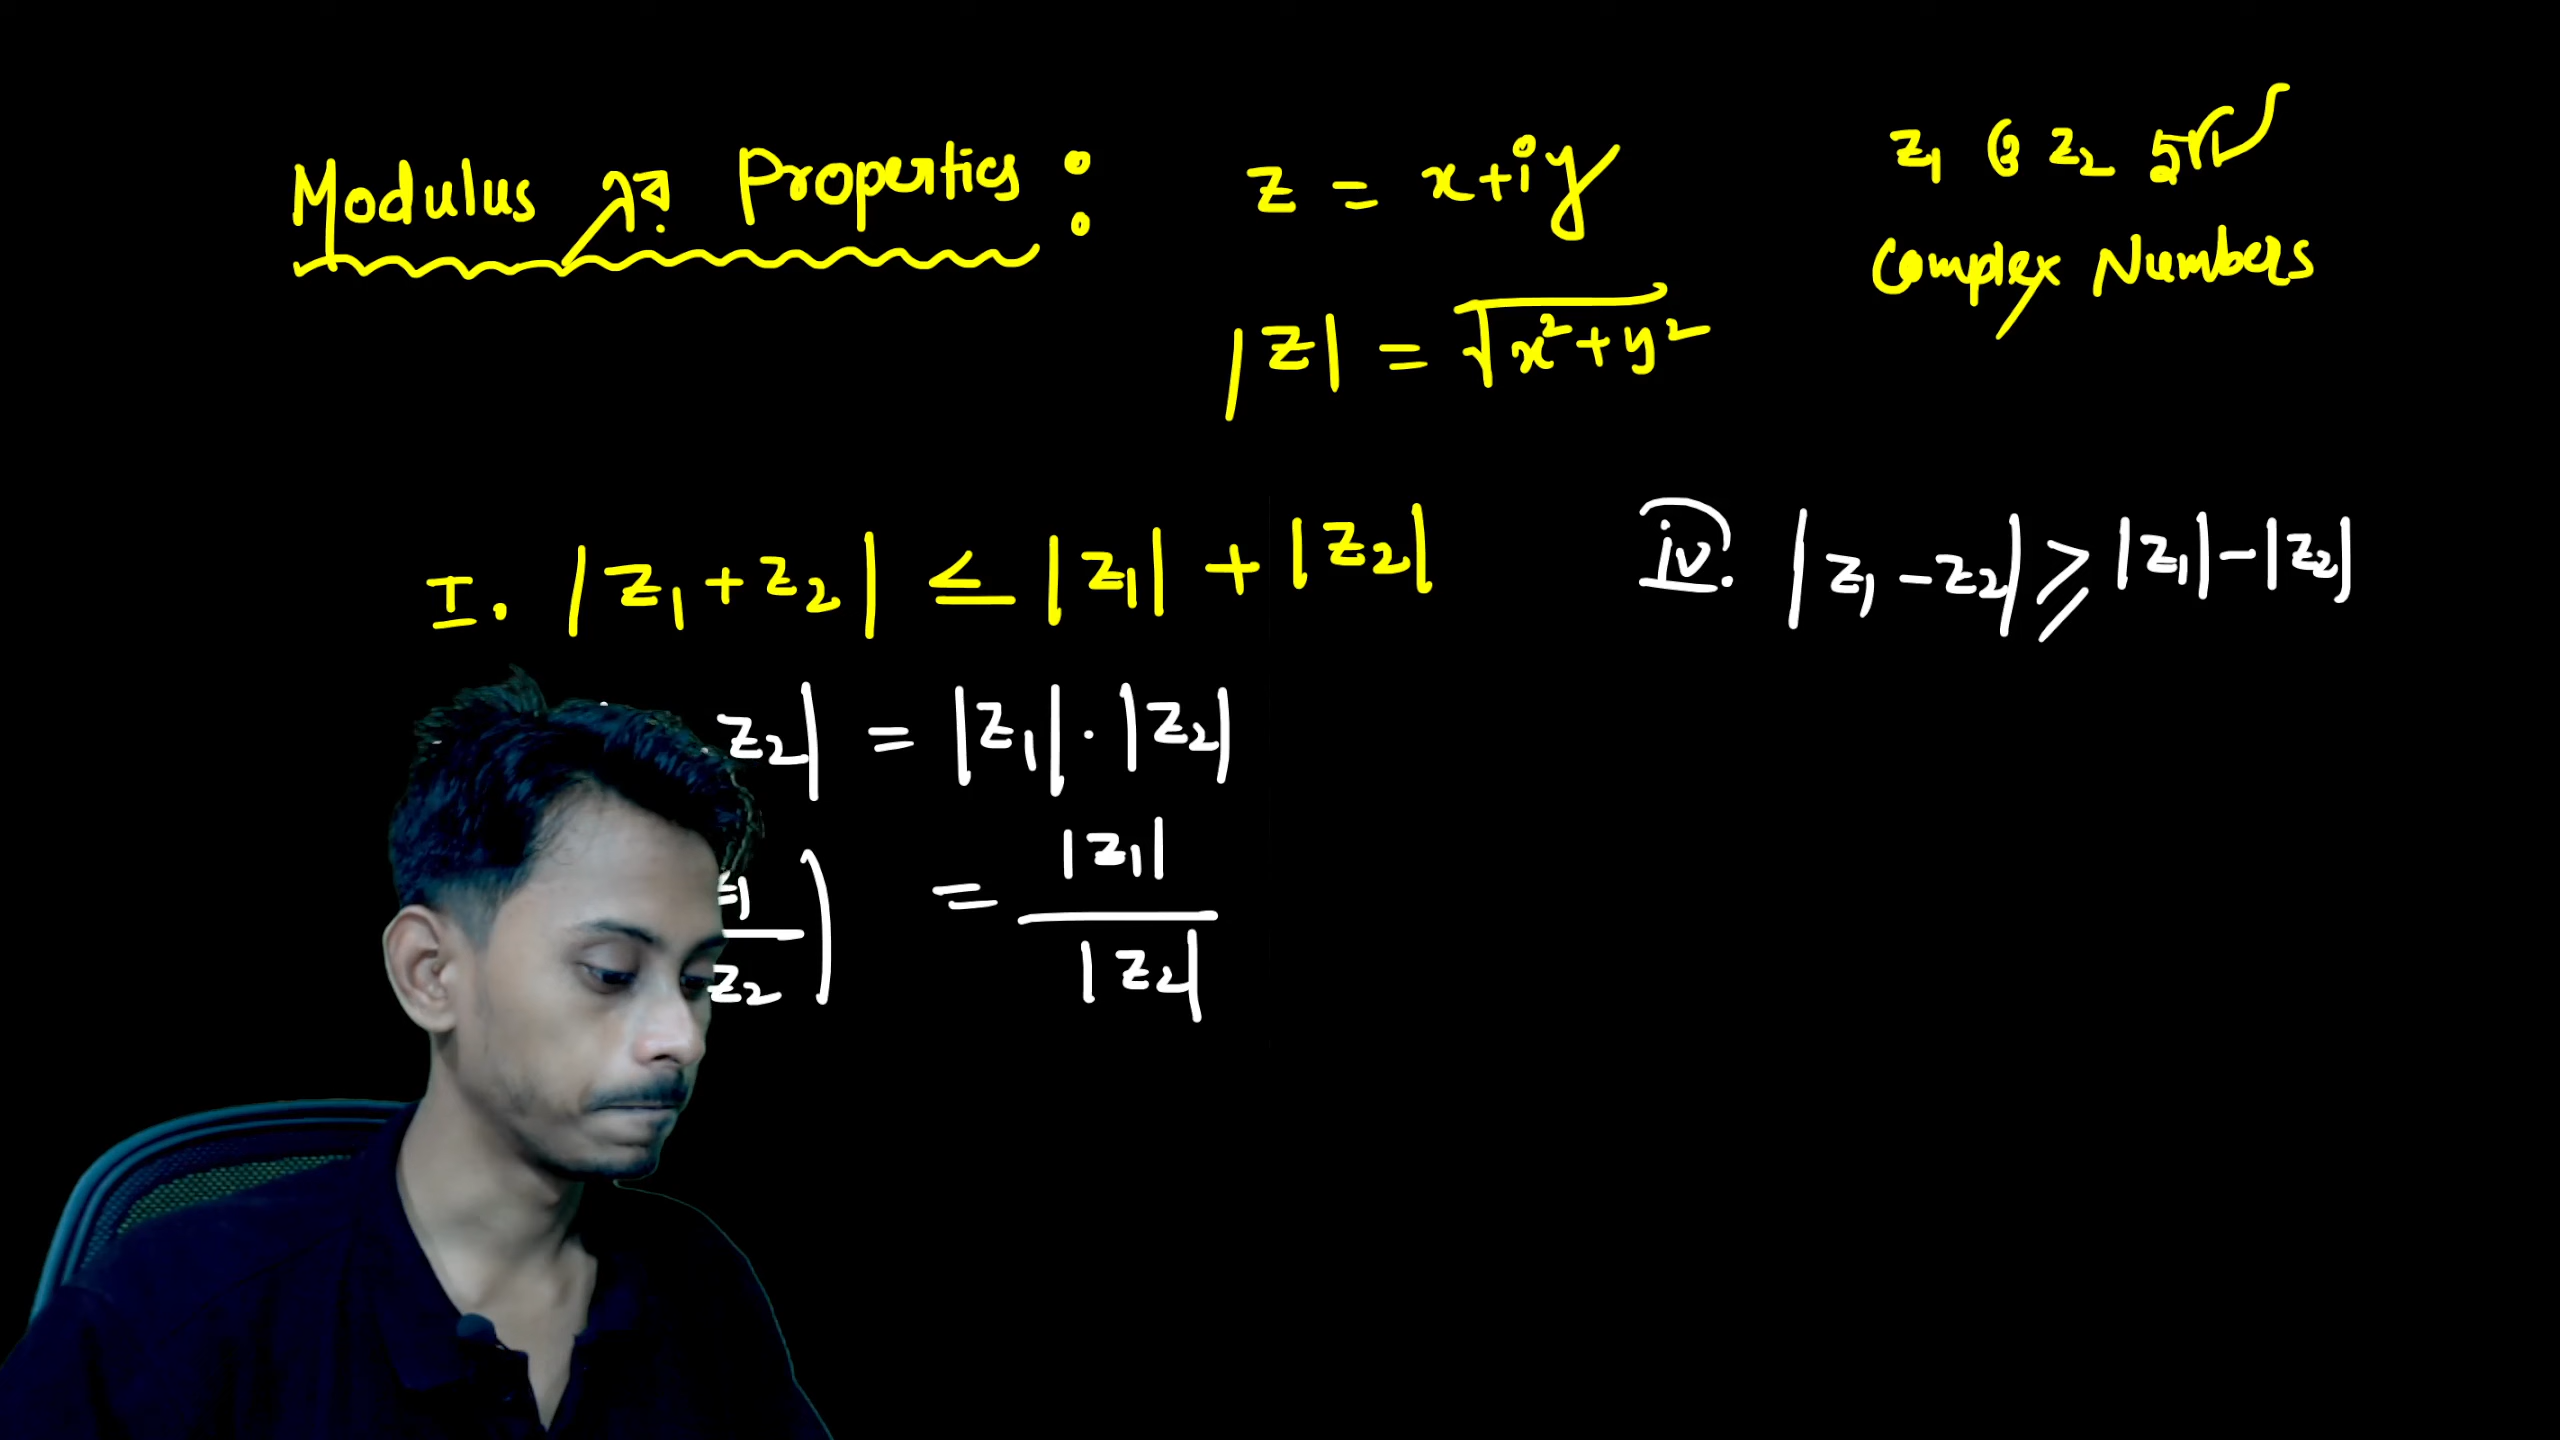 Modulus এর Properties :
z = x+iy
|z| = √x²+y²
z₁ ও z₂ দুটি
Complex Numbers
I. |z₁+z₂| ≤ |z₁| + |z₂|
z₂| = |z₁|·|z₂|
z₂) = |z₁| / |z₂|
iv. |z₁-z₂| ≥ |z₁|-|z₂|